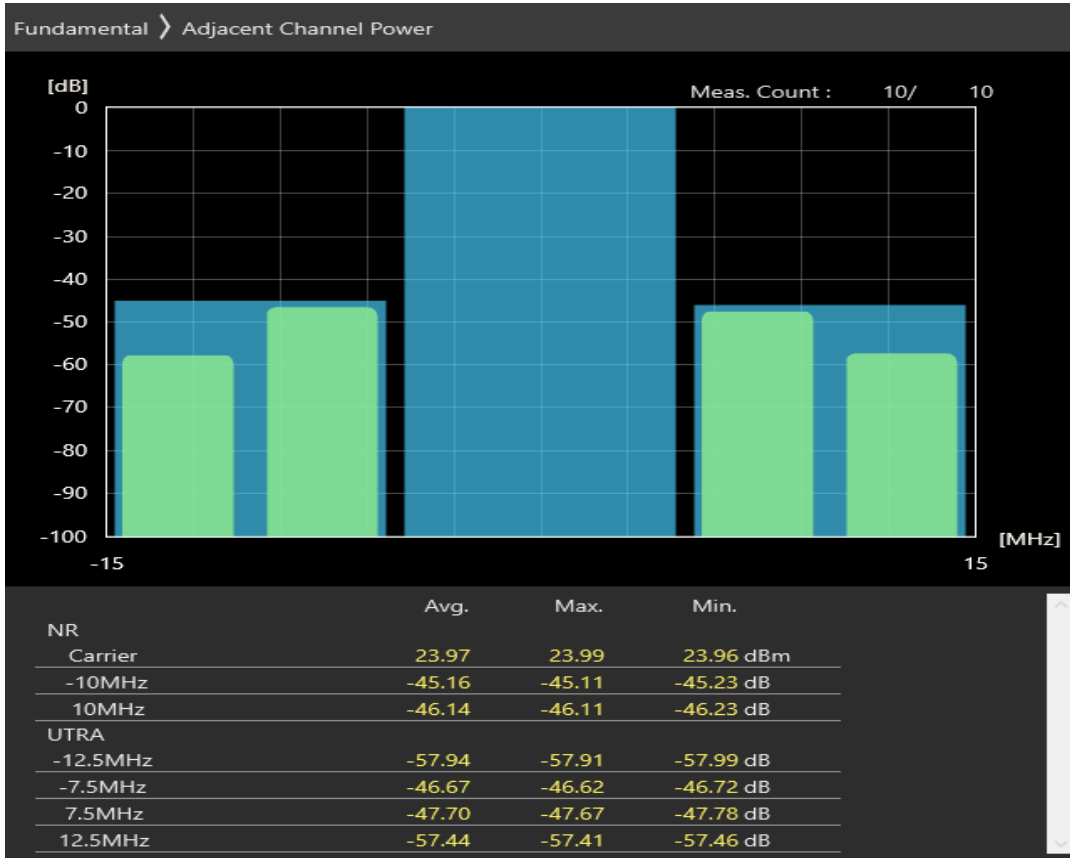 Fundamental ❯ Adjacent Channel Power
[dB]
Meas. Count : 10/ 10
0
-10
-20
-30
-40
-50
-60
-70
-80
-90
-100
[MHz]
-15 15
Avg. Max. Min.
NR
Carrier 23.97 23.99 23.96 dBm
-10MHz -45.16 -45.11 -45.23 dB
10MHz -46.14 -46.11 -46.23 dB
UTRA
-12.5MHz -57.94 -57.91 -57.99 dB
-7.5MHz -46.67 -46.62 -46.72 dB
7.5MHz -47.70 -47.67 -47.78 dB
12.5MHz -57.44 -57.41 -57.46 dB